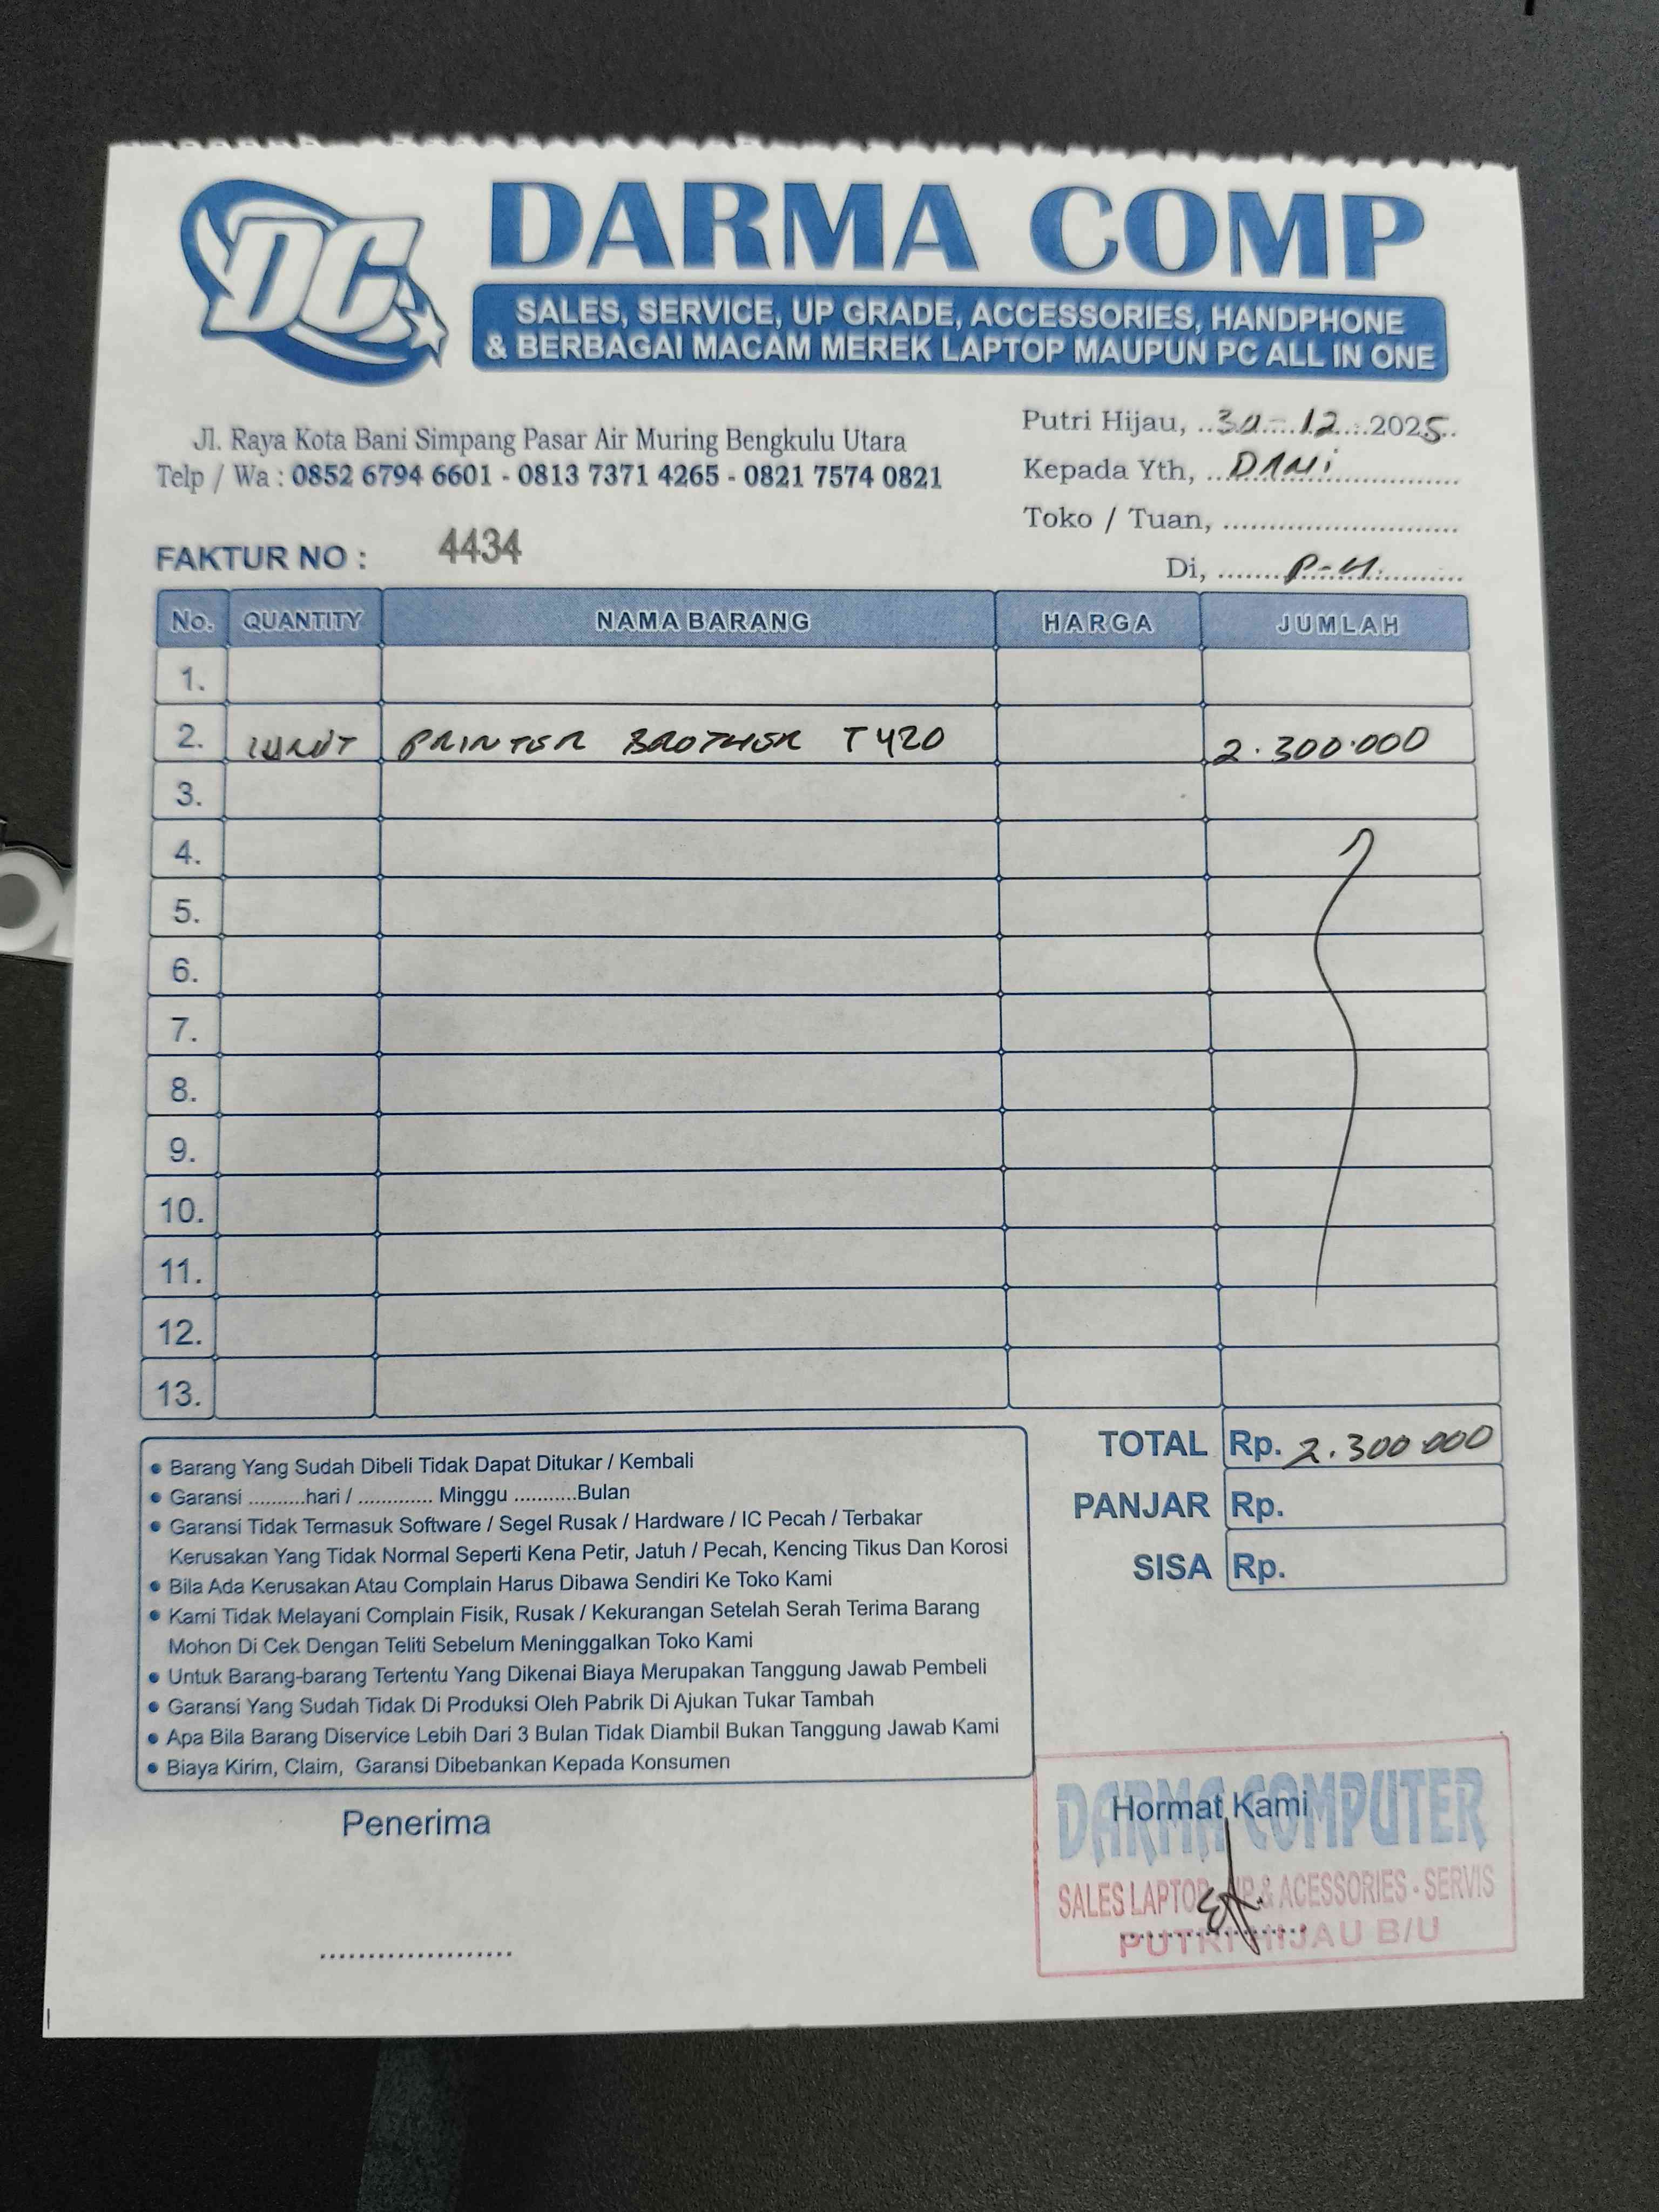 DC
DARMA COMP
SALES, SERVICE, UP GRADE, ACCESSORIES, HANDPHONE
& BERBAGAI MACAM MEREK LAPTOP MAUPUN PC ALL IN ONE
Jl. Raya Kota Bani Simpang Pasar Air Muring Bengkulu Utara
Telp / Wa : 0852 6794 6601 - 0813 7371 4265 - 0821 7574 0821
Putri Hijau, 30-12-2025
Kepada Yth, DANI
Toko / Tuan,
Di, P-H
FAKTUR NO : 4434
No. QUANTITY NAMA BARANG HARGA JUMLAH
1.
2. 1 UNIT PRINTER BROTHER T420 2.300.000
3.
4.
5.
6.
7.
8.
9.
10.
11.
12.
13.
TOTAL Rp. 2.300.000
PANJAR Rp.
SISA Rp.
• Barang Yang Sudah Dibeli Tidak Dapat Ditukar / Kembali
• Garansi ..........hari / ............. Minggu ...........Bulan
• Garansi Tidak Termasuk Software / Segel Rusak / Hardware / IC Pecah / Terbakar
Kerusakan Yang Tidak Normal Seperti Kena Petir, Jatuh / Pecah, Kencing Tikus Dan Korosi
• Bila Ada Kerusakan Atau Complain Harus Dibawa Sendiri Ke Toko Kami
• Kami Tidak Melayani Complain Fisik, Rusak / Kekurangan Setelah Serah Terima Barang
Mohon Di Cek Dengan Teliti Sebelum Meninggalkan Toko Kami
• Untuk Barang-barang Tertentu Yang Dikenai Biaya Merupakan Tanggung Jawab Pembeli
• Garansi Yang Sudah Tidak Di Produksi Oleh Pabrik Di Ajukan Tukar Tambah
• Apa Bila Barang Diservice Lebih Dari 3 Bulan Tidak Diambil Bukan Tanggung Jawab Kami
• Biaya Kirim, Claim, Garansi Dibebankan Kepada Konsumen
Penerima
Hormat Kami
DARMA COMPUTER
SALES LAPTOP & ACESSORIES - SERVIS
PUTRI HIJAU B/U